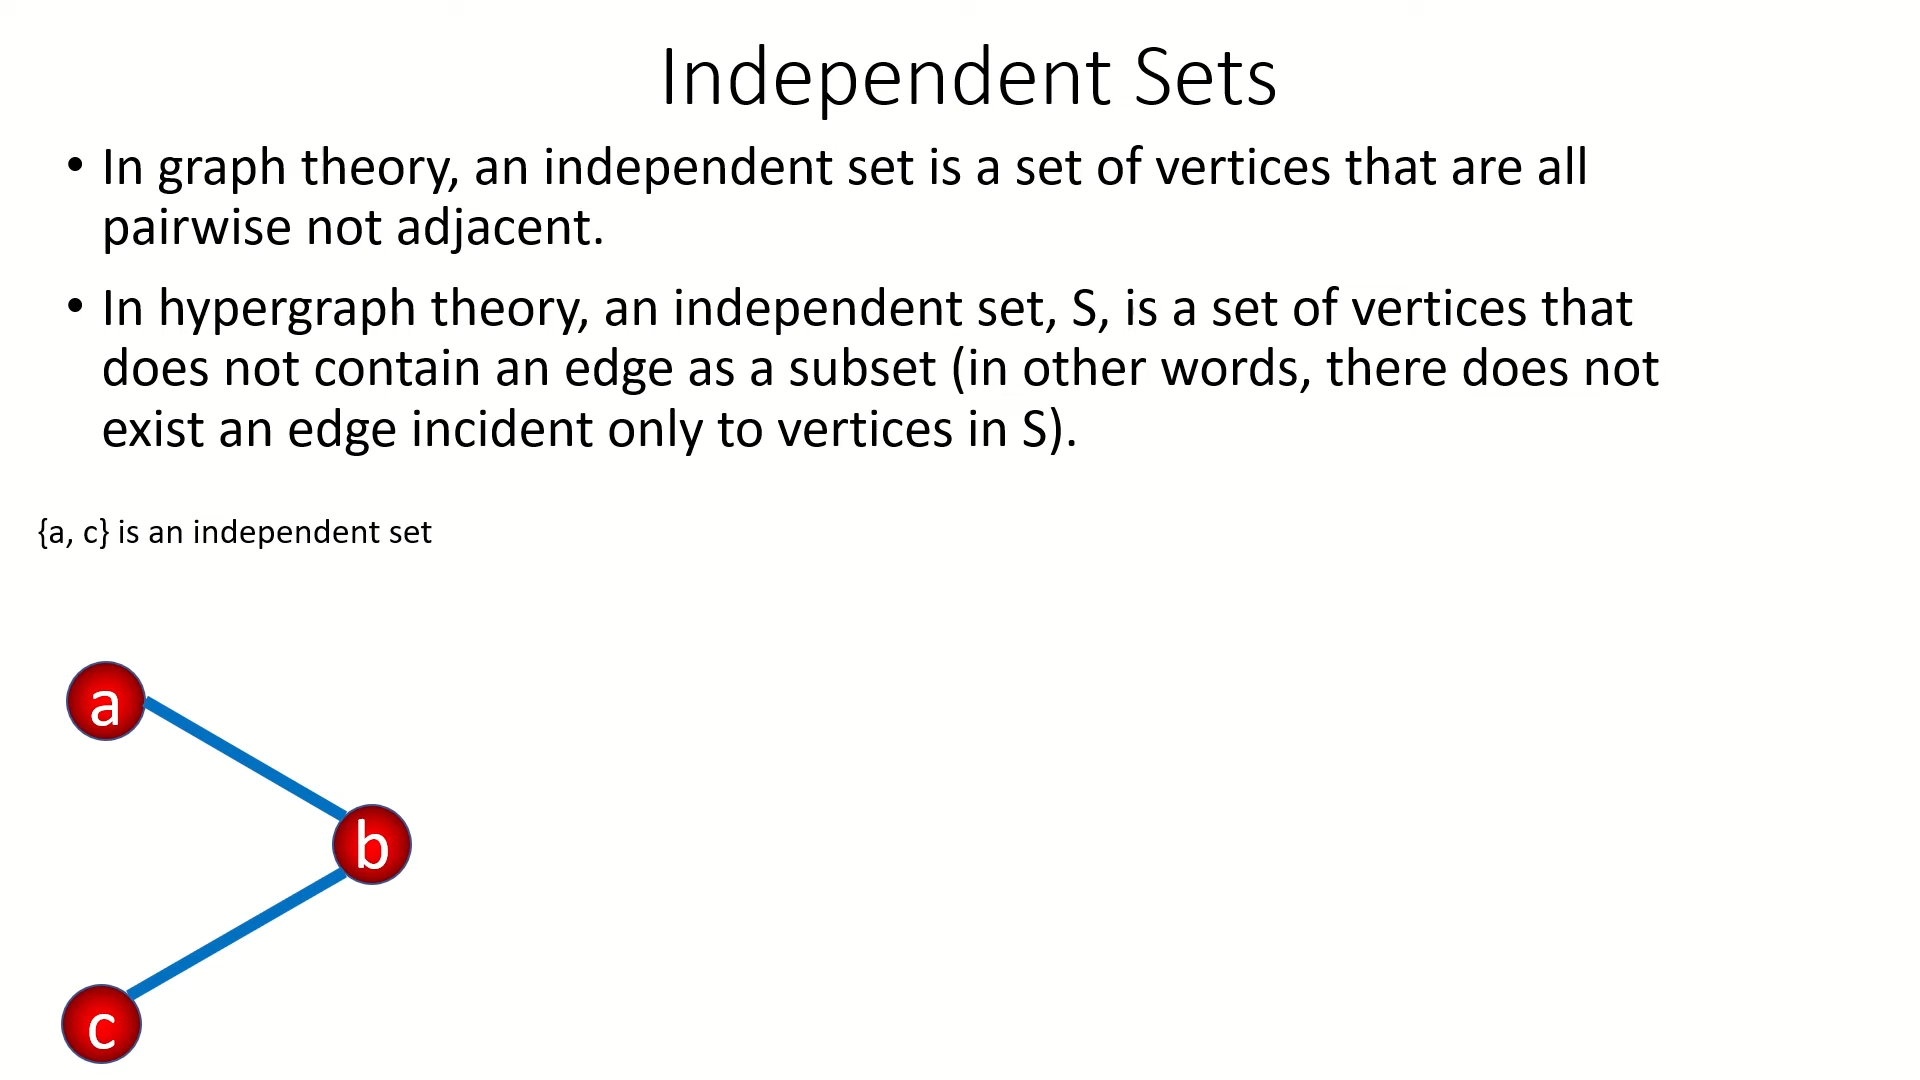 Independent Sets
• In graph theory, an independent set is a set of vertices that are all
pairwise not adjacent.
• In hypergraph theory, an independent set, S, is a set of vertices that
does not contain an edge as a subset (in other words, there does not
exist an edge incident only to vertices in S).
{a, c} is an independent set
a
b
c